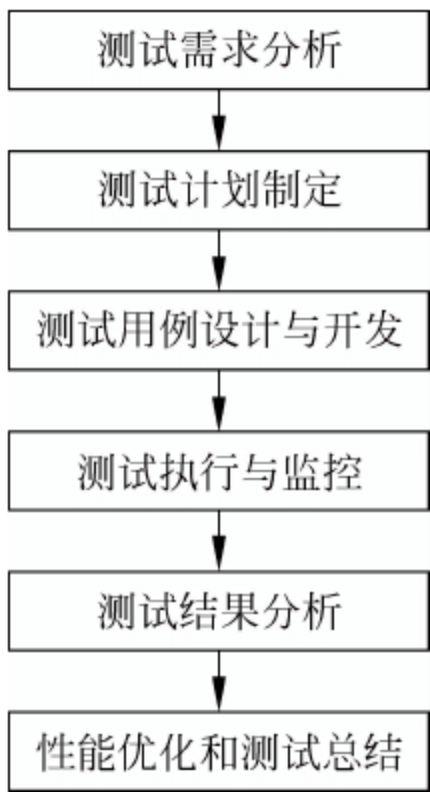 测试需求分析
测试计划制定
测试用例设计与开发
测试执行与监控
测试结果分析
性能优化和测试总结